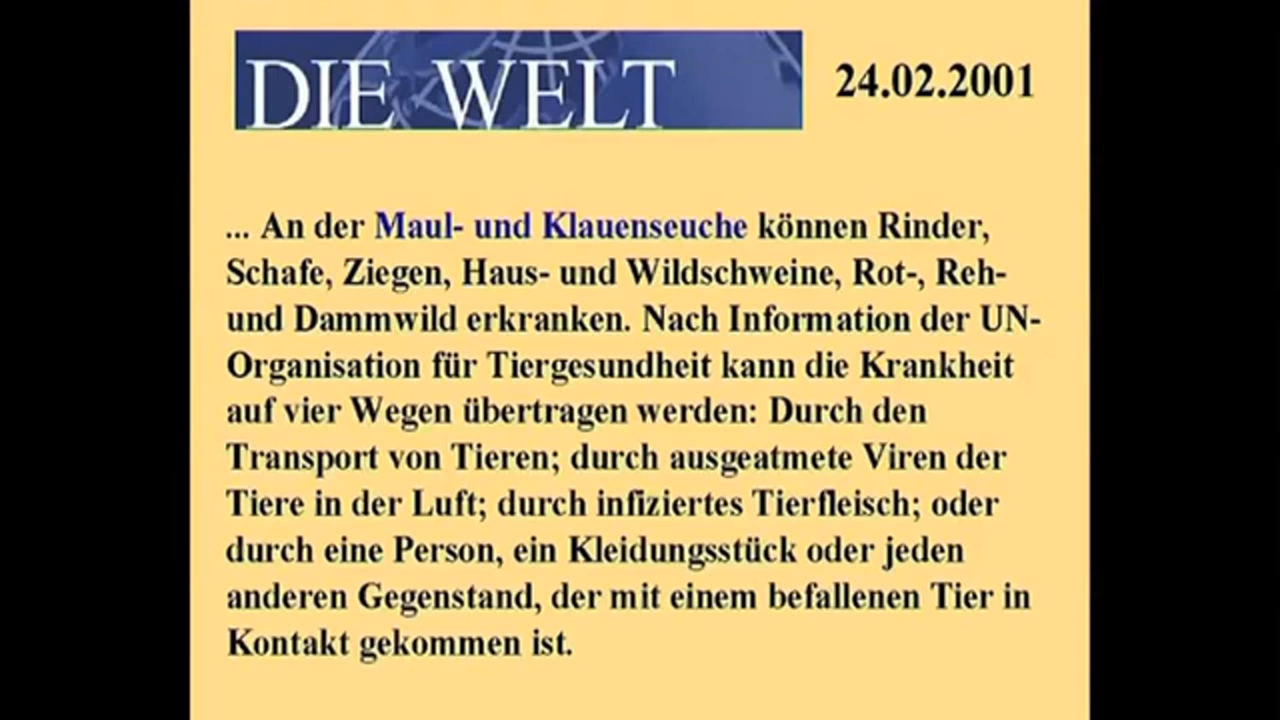 DIE WELT
24.02.2001
... An der Maul- und Klauenseuche können Rinder,
Schafe, Ziegen, Haus- und Wildschweine, Rot-, Reh-
und Dammwild erkranken. Nach Information der UN-
Organisation für Tiergesundheit kann die Krankheit
auf vier Wegen übertragen werden: Durch den
Transport von Tieren; durch ausgeatmete Viren der
Tiere in der Luft; durch infiziertes Tierfleisch; oder
durch eine Person, ein Kleidungsstück oder jeden
anderen Gegenstand, der mit einem befallenen Tier in
Kontakt gekommen ist.